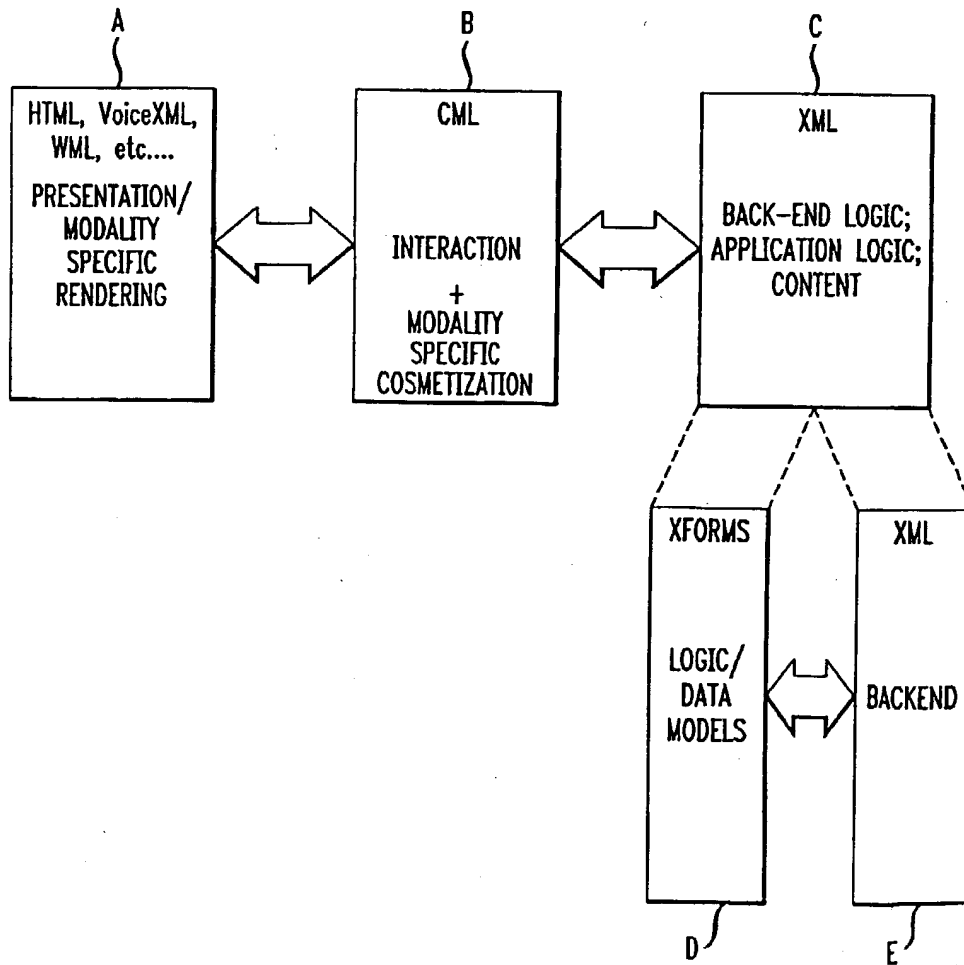 A
B
C
HTML, VoiceXML,
WML, etc....
PRESENTATION/
MODALITY
SPECIFIC
RENDERING
CML
INTERACTION
+
MODALITY
SPECIFIC
COSMETIZATION
XML
BACK-END LOGIC;
APPLICATION LOGIC;
CONTENT
XFORMS
LOGIC/
DATA
MODELS
XML
BACKEND
D
E